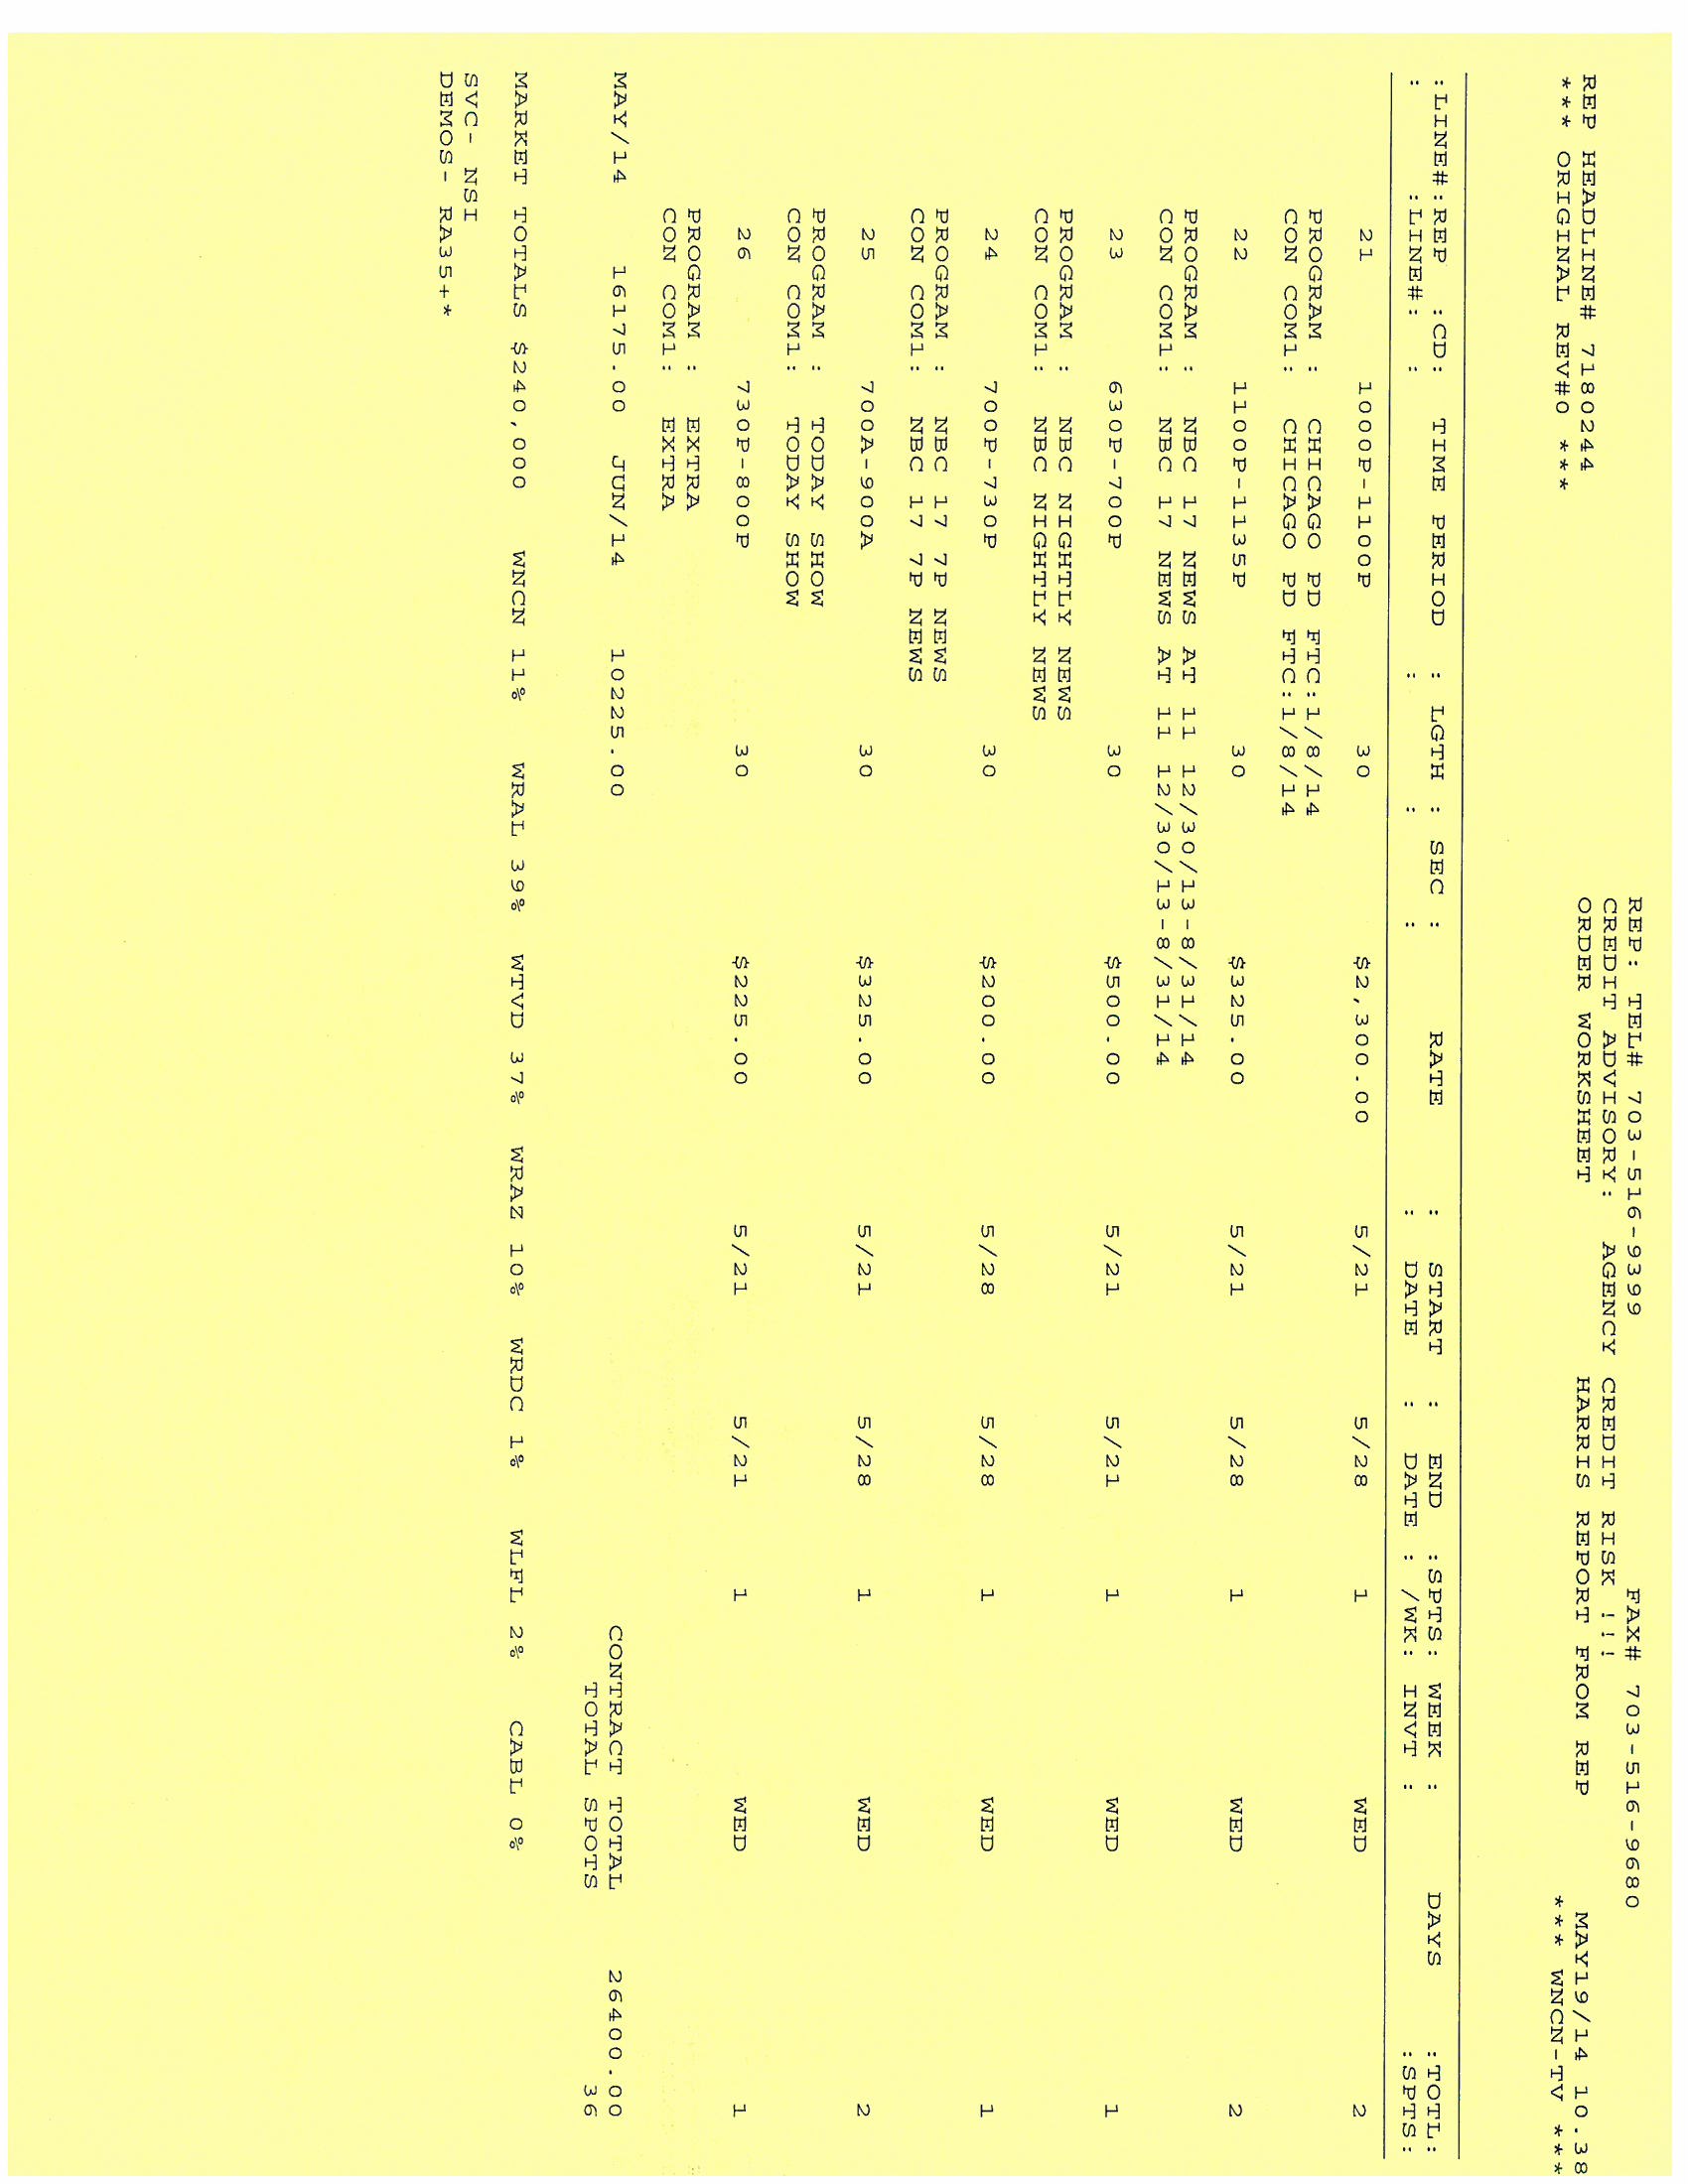 REP: TEL# 703-516-9399 FAX# 703-516-9680
CREDIT ADVISORY: AGENCY CREDIT RISK !!!
REP HEADLINE# 7180244 ORDER WORKSHEET HARRIS REPORT FROM REP MAY19/14 10.38
*** ORIGINAL REV#0 *** *** WNCN-TV ***
:LINE#:REP :CD: TIME PERIOD : LGTH : SEC : RATE : START : END :SPTS: WEEK : DAYS :TOTL:
: :LINE#: : : : : : DATE : DATE : /WK: INVT : :SPTS:
21 1000P-1100P 30 $2,300.00 5/21 5/28 1 WED 2
PROGRAM : CHICAGO PD FTC:1/8/14
CON COM1: CHICAGO PD FTC:1/8/14
22 1100P-1135P 30 $325.00 5/21 5/28 1 WED 2
PROGRAM : NBC 17 NEWS AT 11 12/30/13-8/31/14
CON COM1: NBC 17 NEWS AT 11 12/30/13-8/31/14
23 630P-700P 30 $500.00 5/21 5/21 1 WED 1
PROGRAM : NBC NIGHTLY NEWS
CON COM1: NBC NIGHTLY NEWS
24 700P-730P 30 $200.00 5/28 5/28 1 WED 1
PROGRAM : NBC 17 7P NEWS
CON COM1: NBC 17 7P NEWS
25 700A-900A 30 $325.00 5/21 5/28 1 WED 2
PROGRAM : TODAY SHOW
CON COM1: TODAY SHOW
26 730P-800P 30 $225.00 5/21 5/21 1 WED 1
PROGRAM : EXTRA
CON COM1: EXTRA
MAY/14 16175.00 JUN/14 10225.00 CONTRACT TOTAL 26400.00
TOTAL SPOTS 36
MARKET TOTALS $240,000 WNCN 11% WRAL 39% WTVD 37% WRAZ 10% WRDC 1% WLFL 2% CABL 0%
SVC- NSI
DEMOS- RA35+*